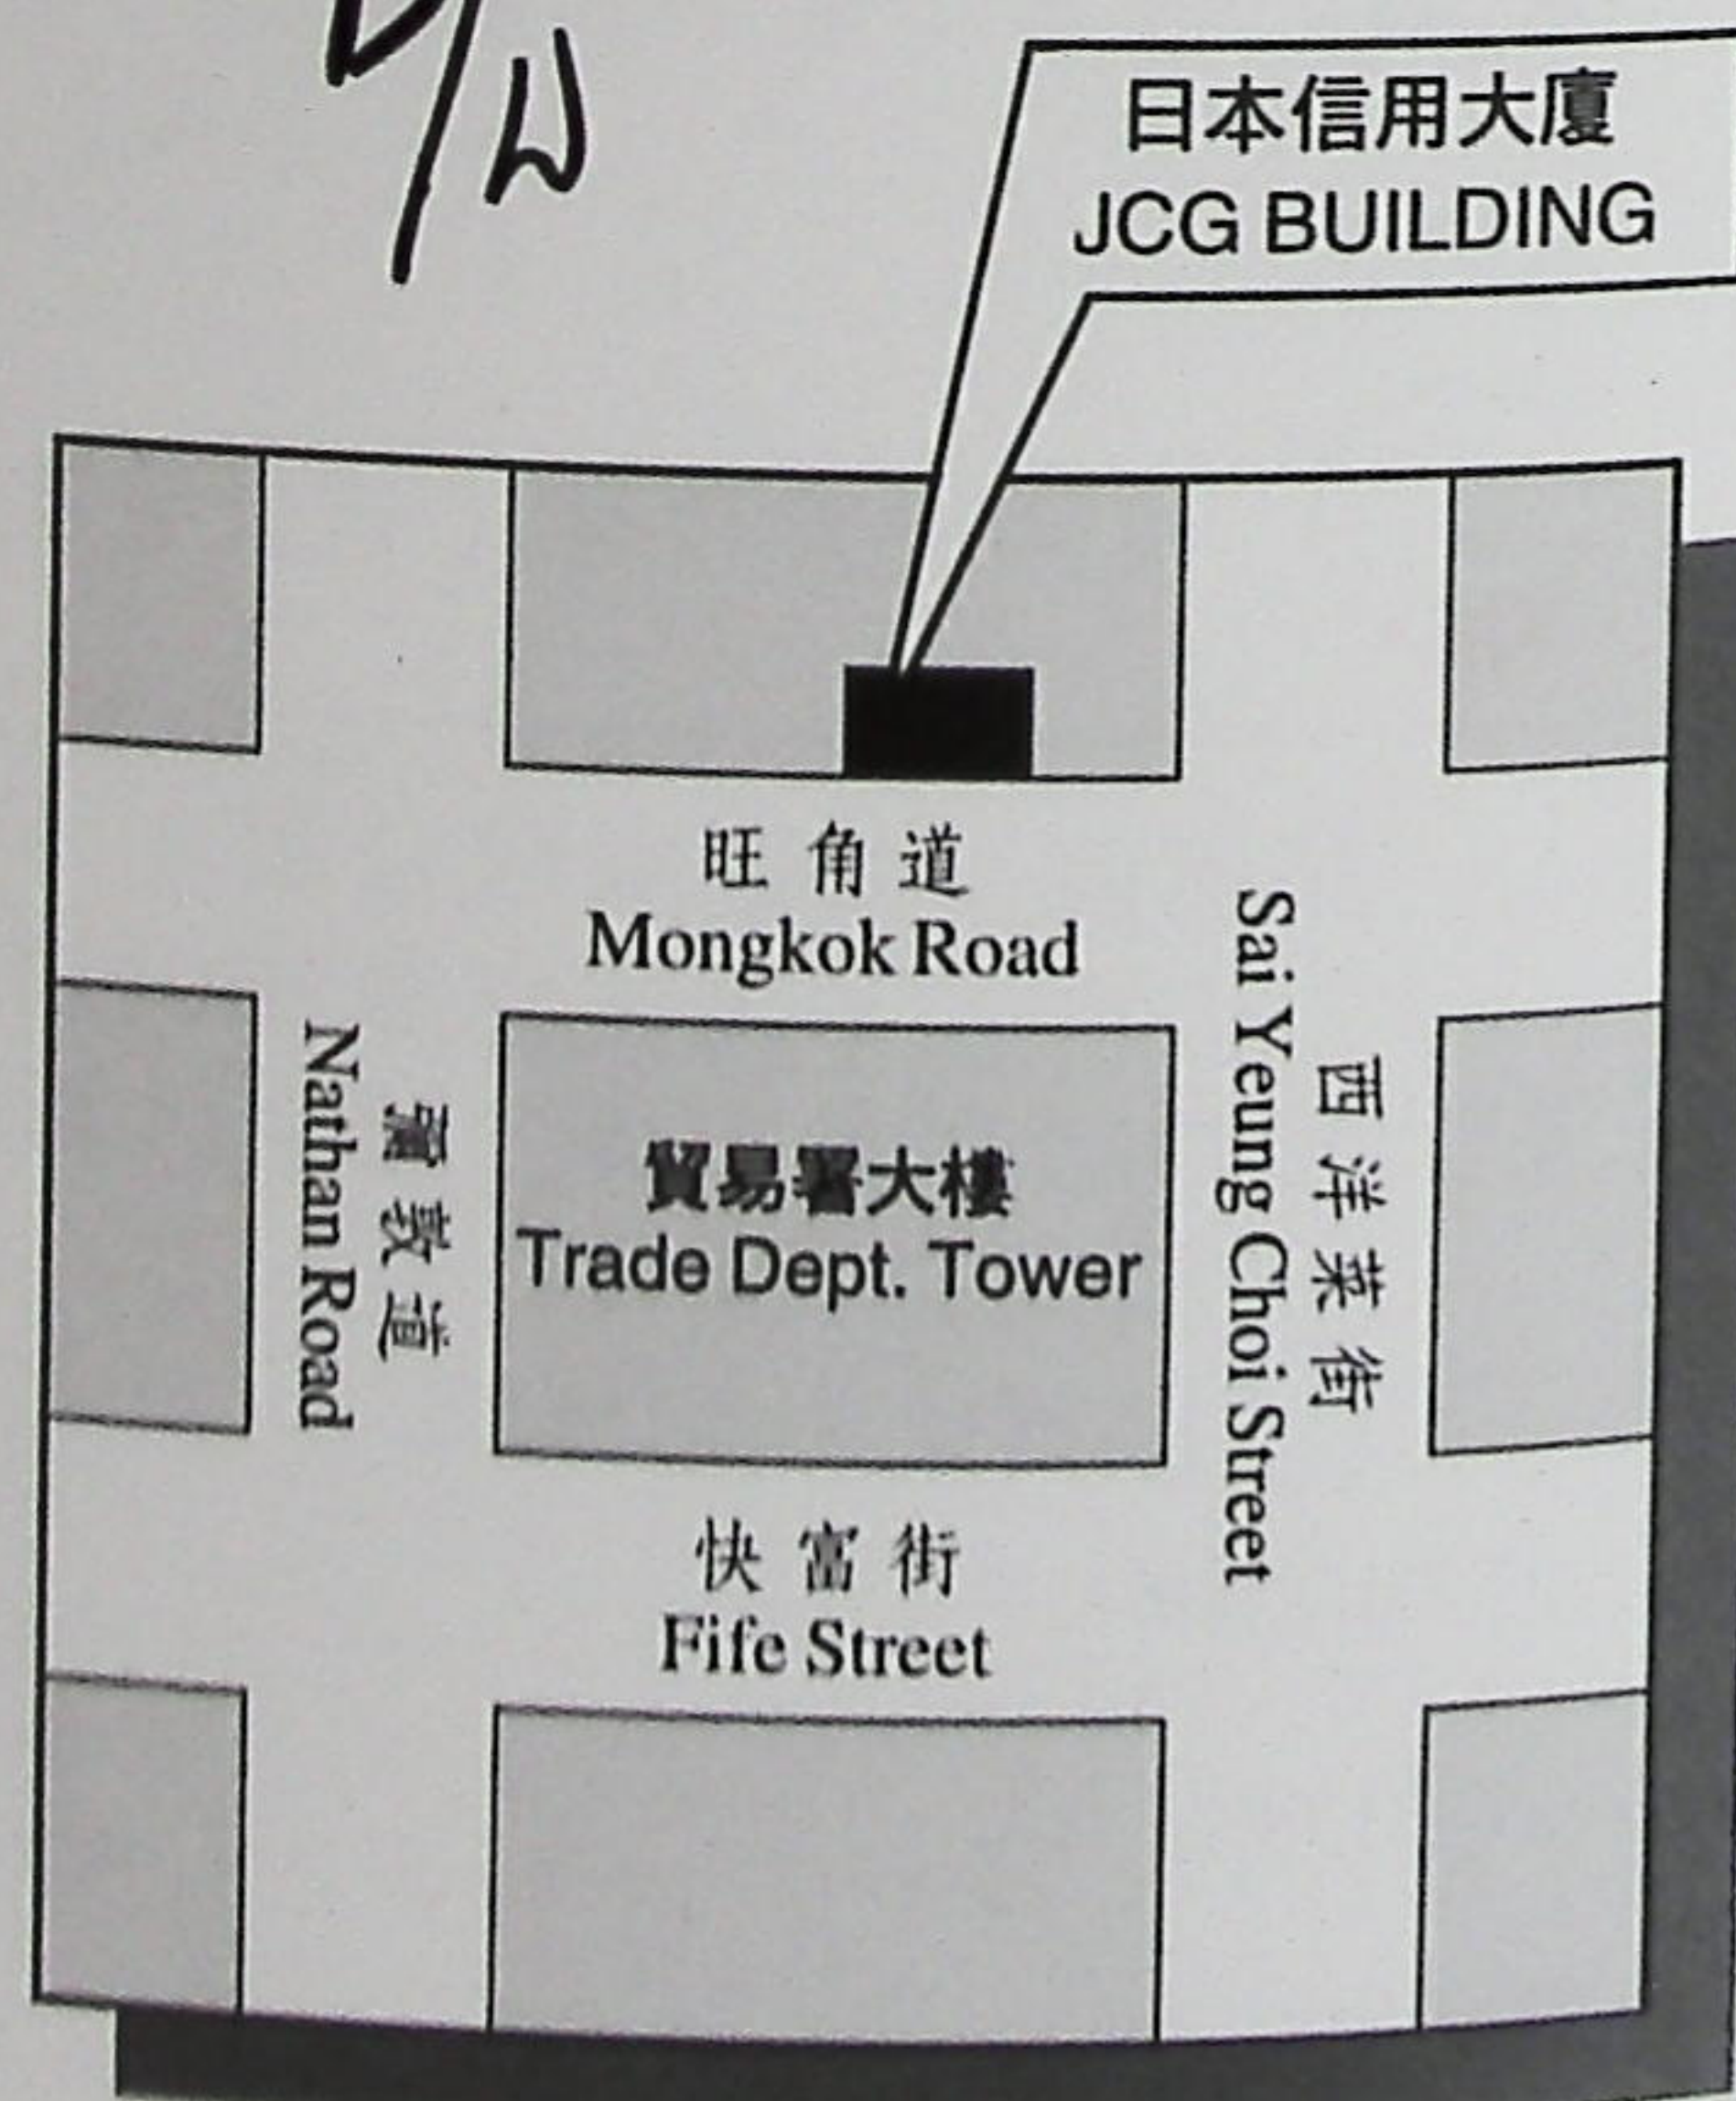 日本信用大廈
JCG BUILDING
旺角道
Mongkok Road
彌敦道
Nathan Road
貿易署大樓
Trade Dept. Tower
西洋菜街
Sai Yeung Choi Street
快富街
Fife Street